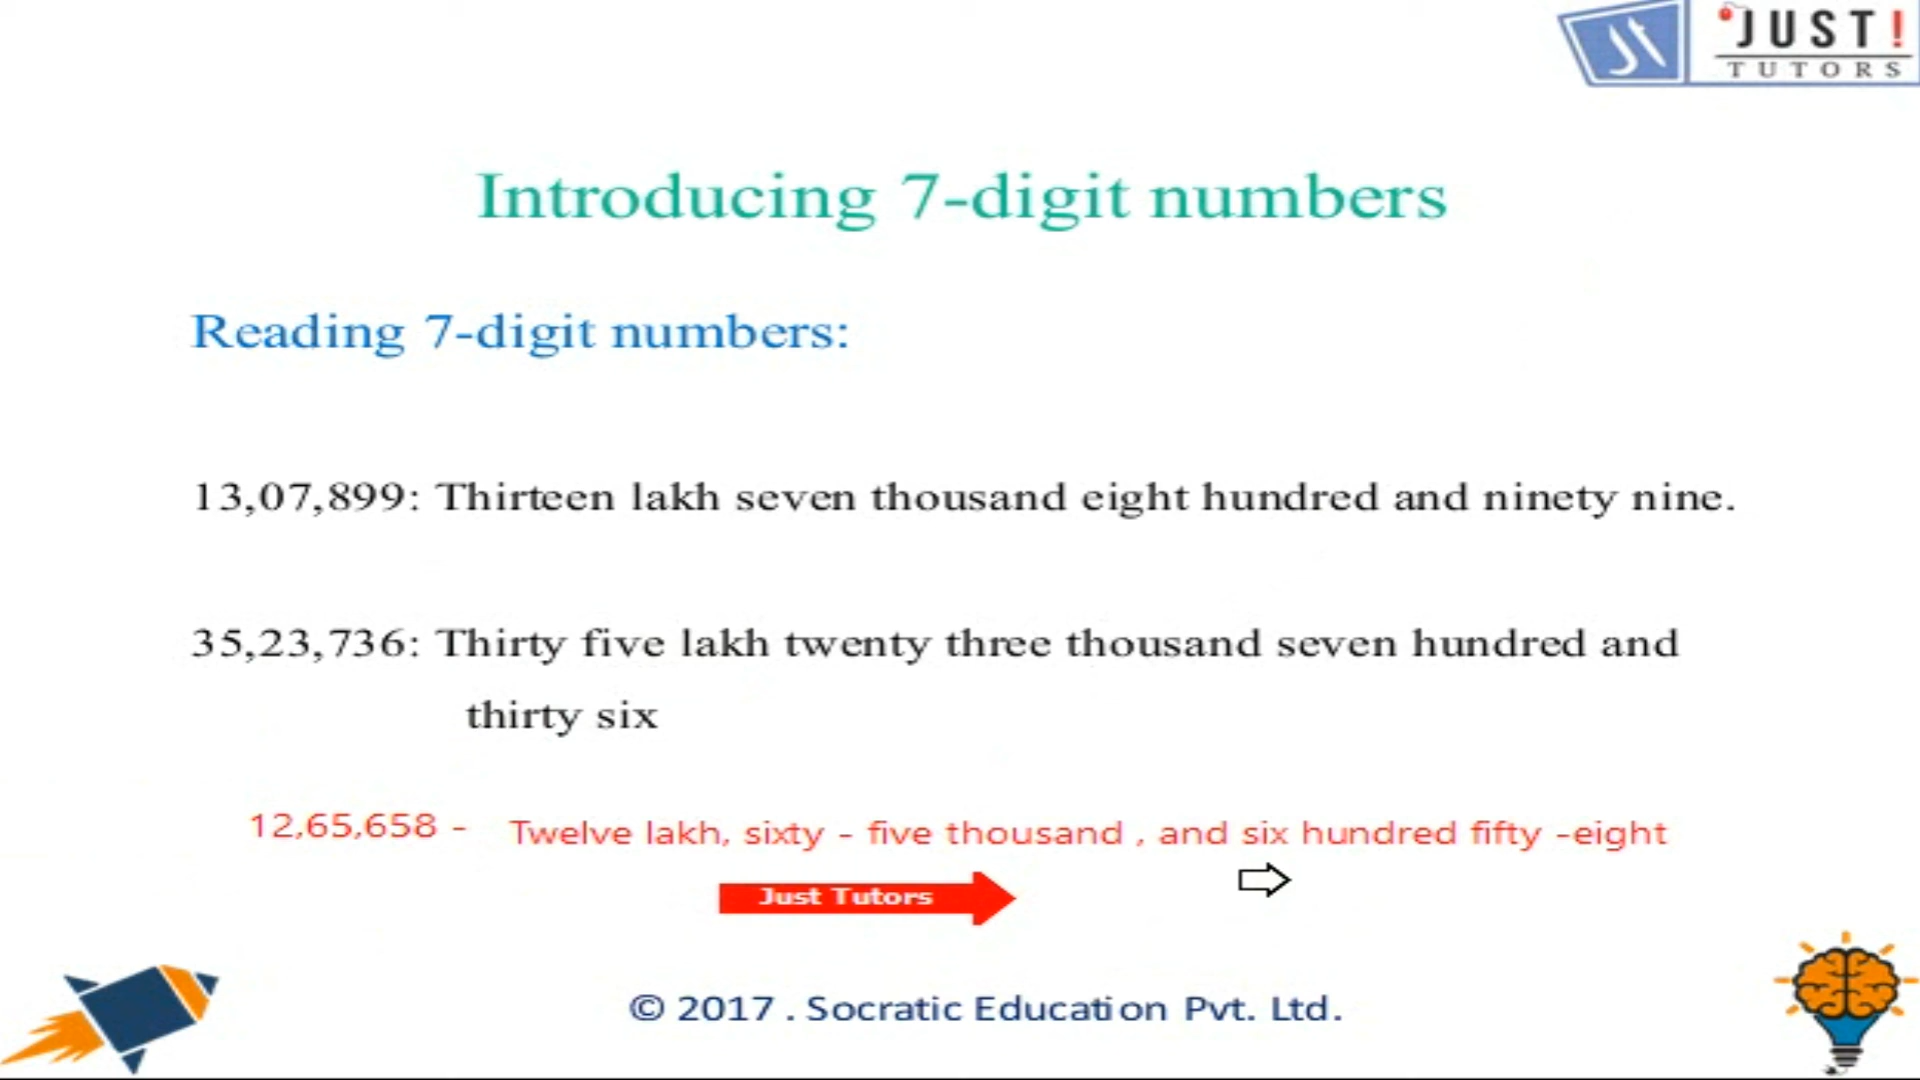 JUST!
TUTORS
Introducing 7-digit numbers
Reading 7-digit numbers:
13,07,899: Thirteen lakh seven thousand eight hundred and ninety nine.
35,23,736: Thirty five lakh twenty three thousand seven hundred and
thirty six
12,65,658 - Twelve lakh, sixty - five thousand , and six hundred fifty -eight
Just Tutors
© 2017 . Socratic Education Pvt. Ltd.